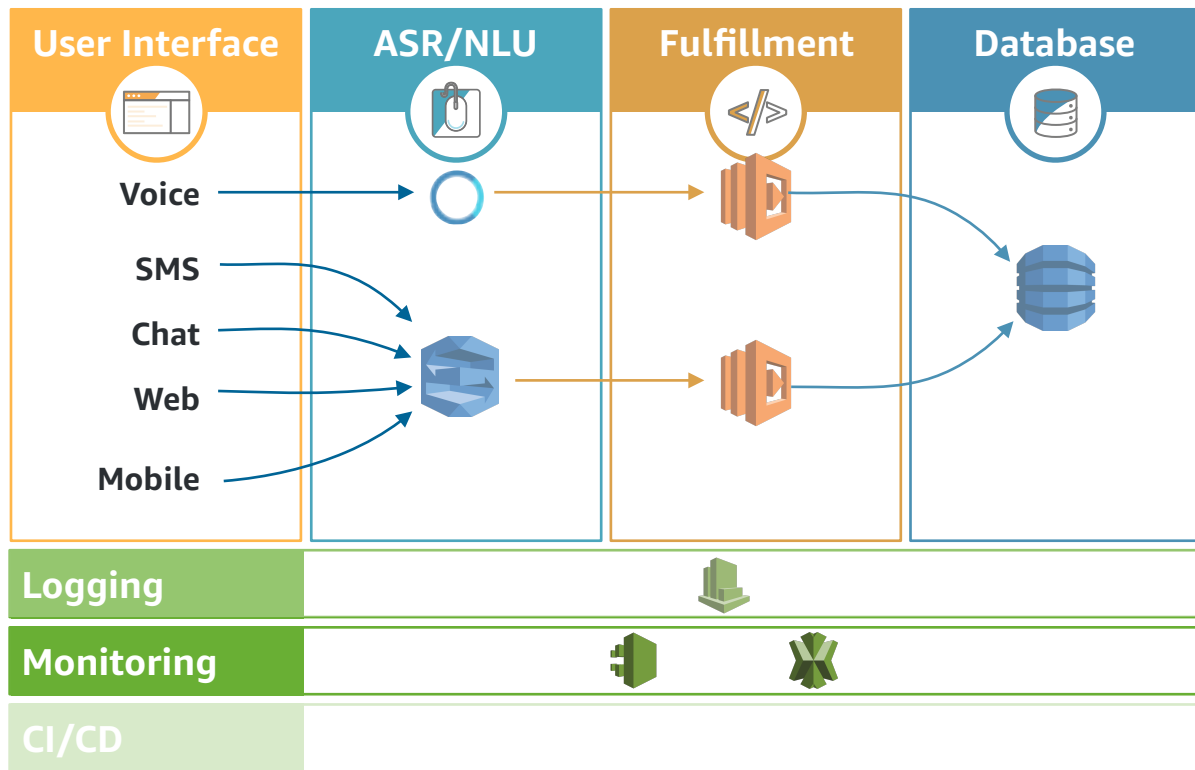 User Interface
ASR/NLU
Fulfillment
Database
</>
Voice
SMS
Chat
Web
Mobile
Logging
Monitoring
CI/CD